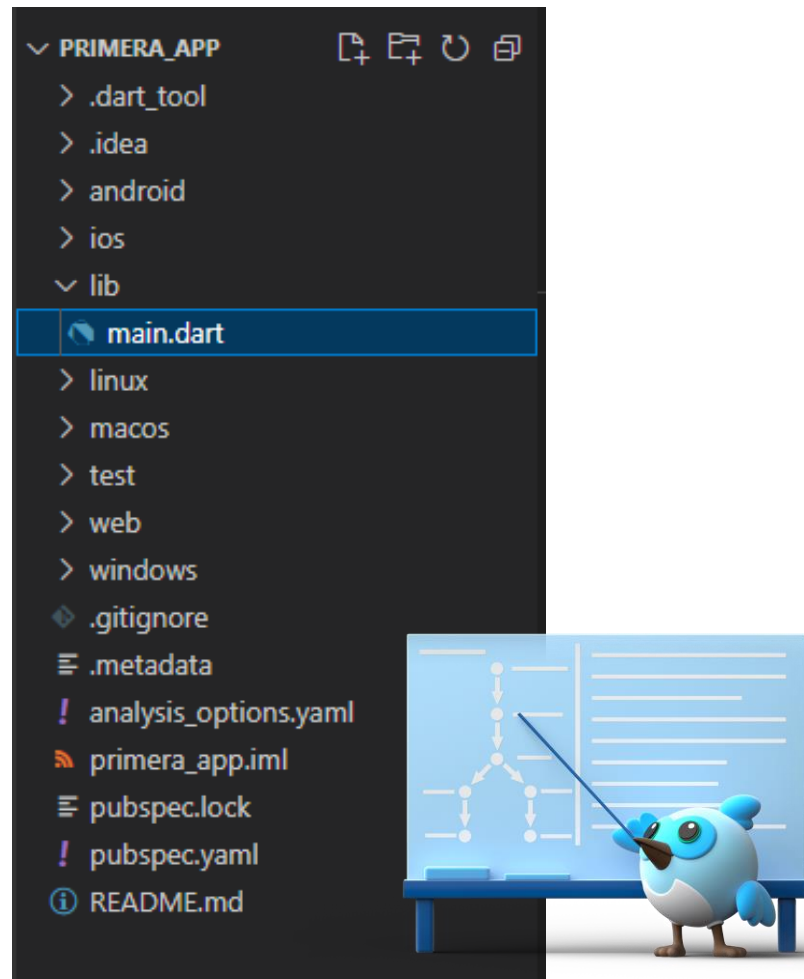 PRIMERA_APP
.dart_tool
.idea
android
ios
lib
main.dart
linux
macos
test
web
windows
.gitignore
.metadata
analysis_options.yaml
primera_app.iml
pubspec.lock
pubspec.yaml
README.md